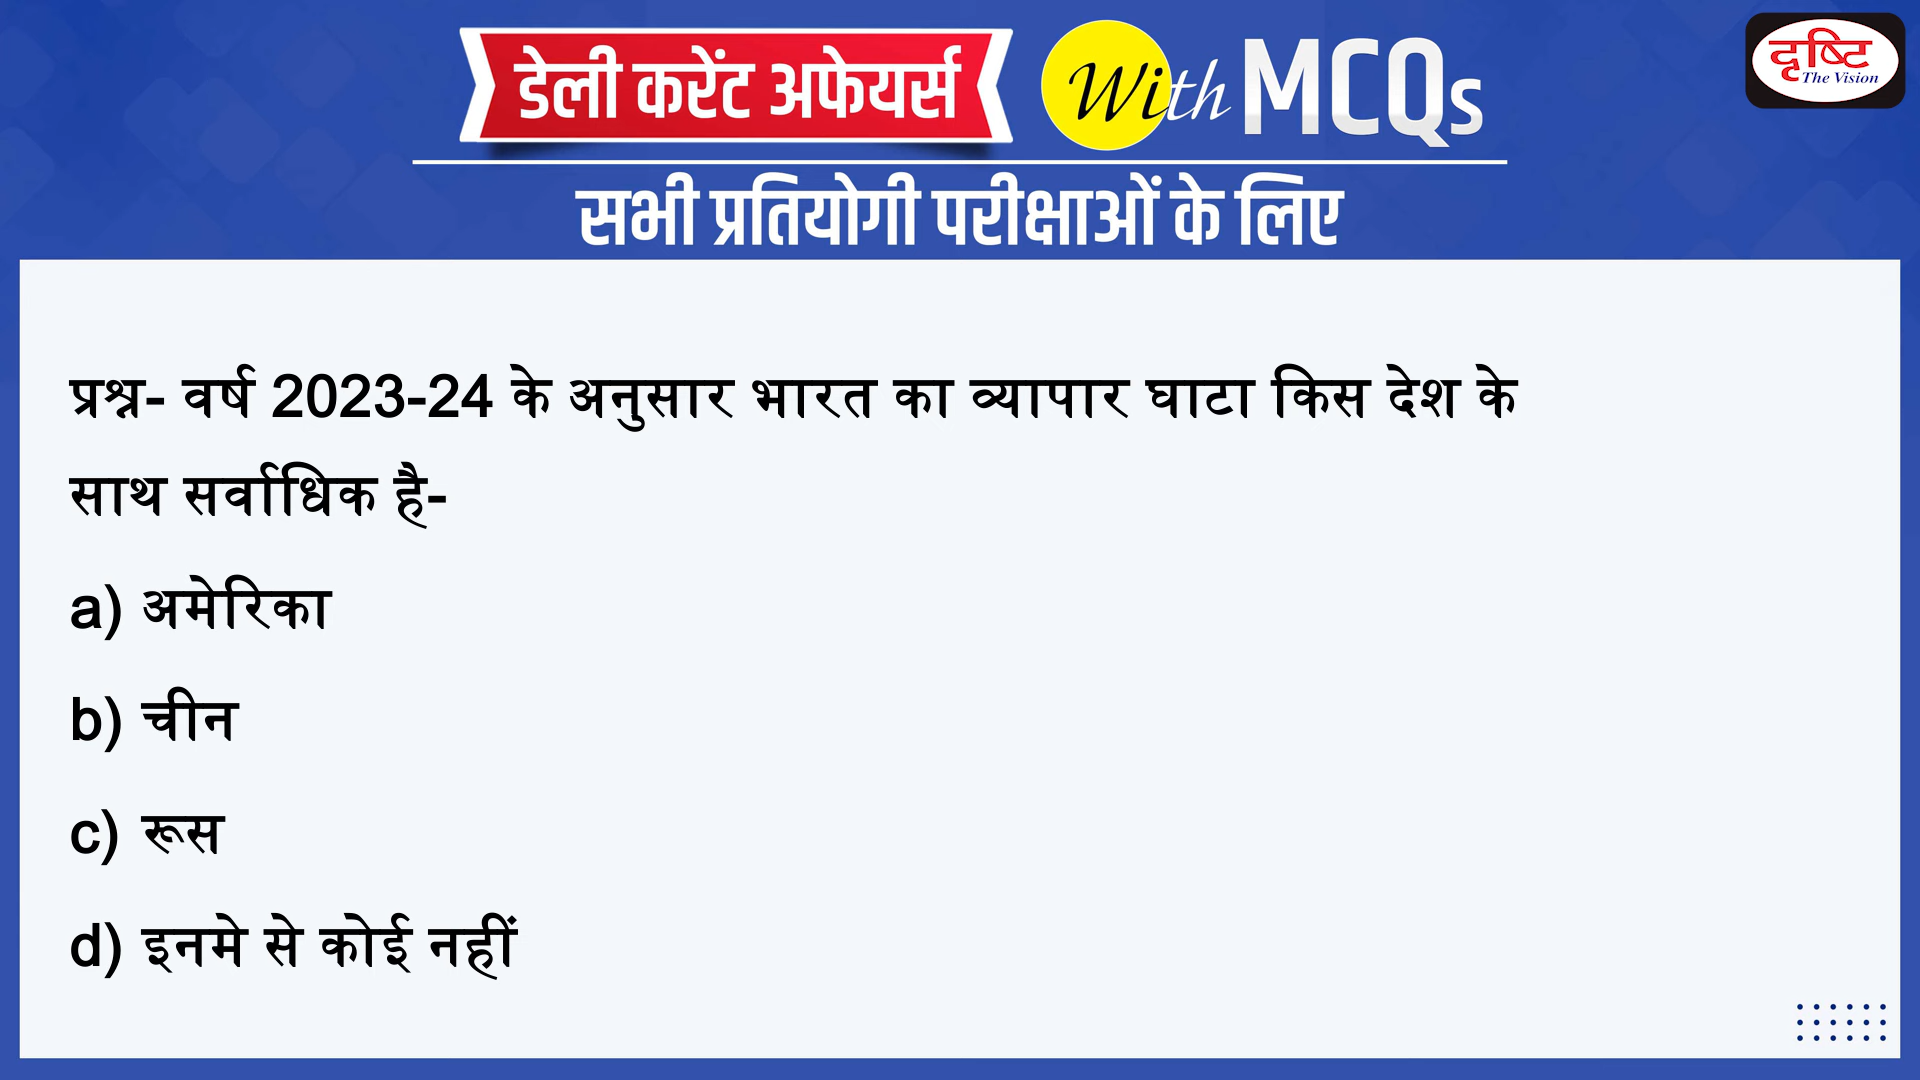 डेली करेंट अफेयर्स With MCQs
दृष्टि
The Vision
सभी प्रतियोगी परीक्षाओं के लिए
प्रश्न- वर्ष 2023-24 के अनुसार भारत का व्यापार घाटा किस देश के
साथ सर्वाधिक है-
a) अमेरिका
b) चीन
c) रूस
d) इनमे से कोई नहीं